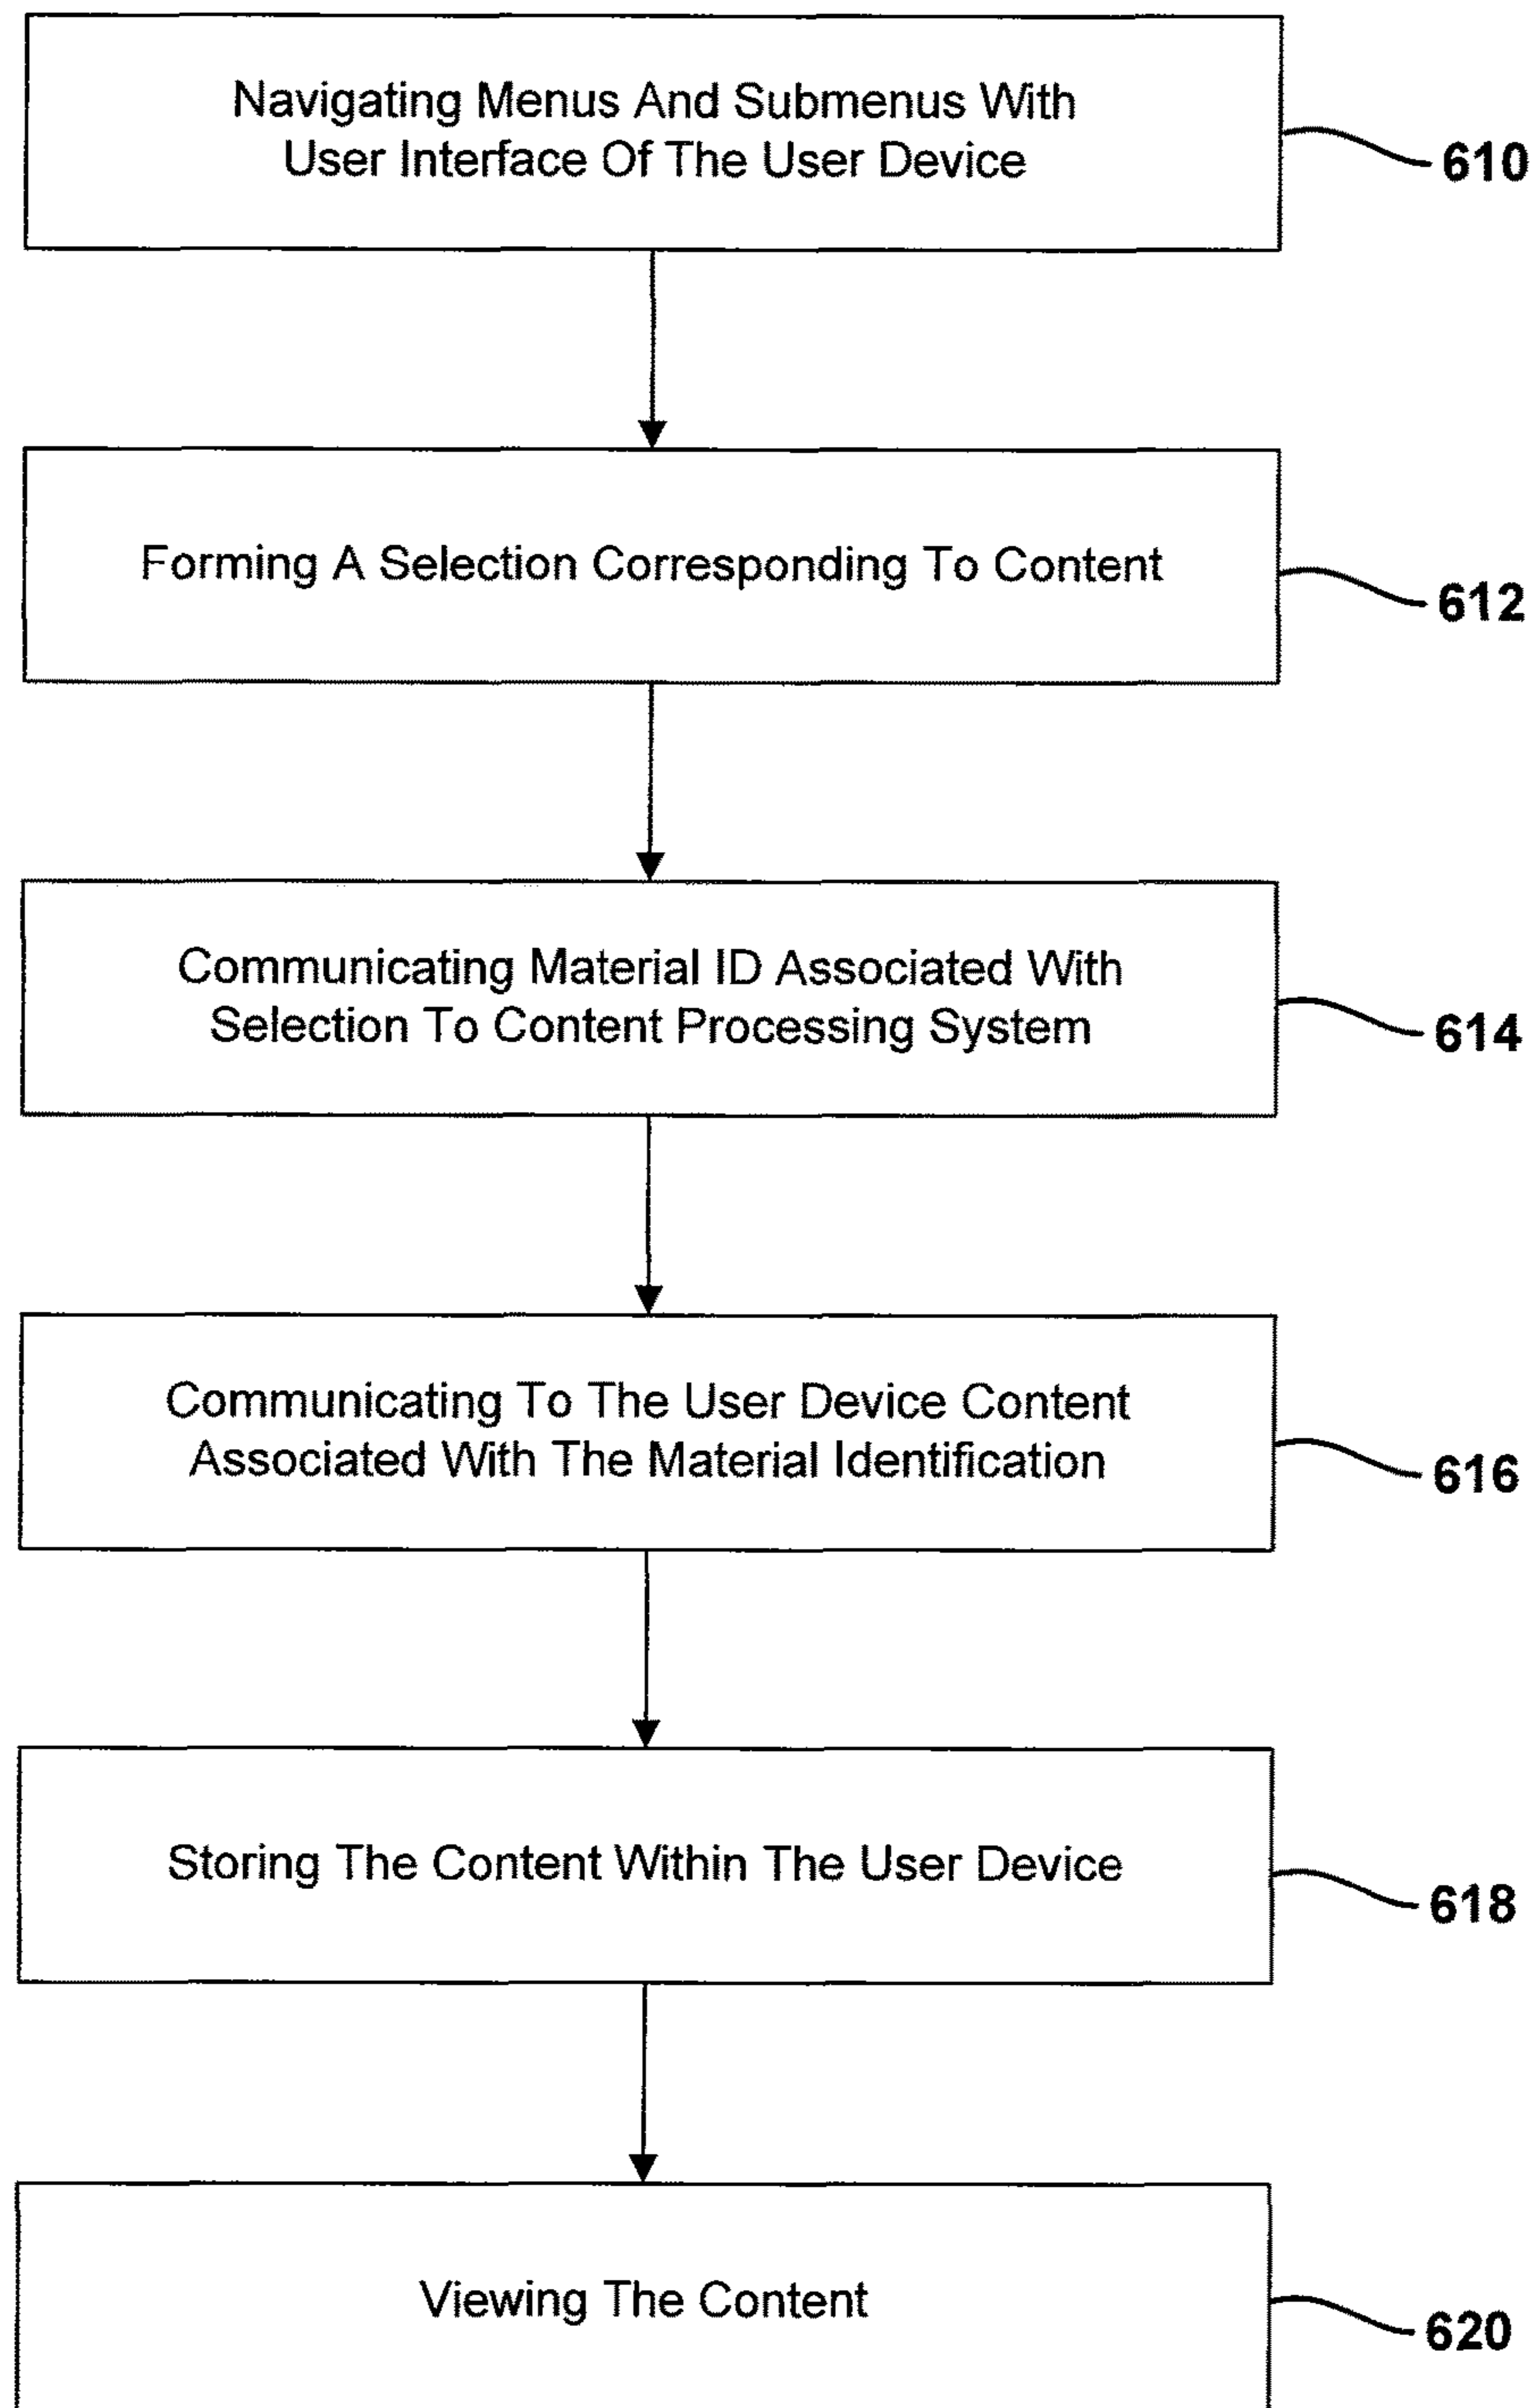 Navigating Menus And Submenus With
User Interface Of The User Device
610
Forming A Selection Corresponding To Content
612
Communicating Material ID Associated With
Selection To Content Processing System
614
Communicating To The User Device Content
Associated With The Material Identification
616
Storing The Content Within The User Device
618
Viewing The Content
620